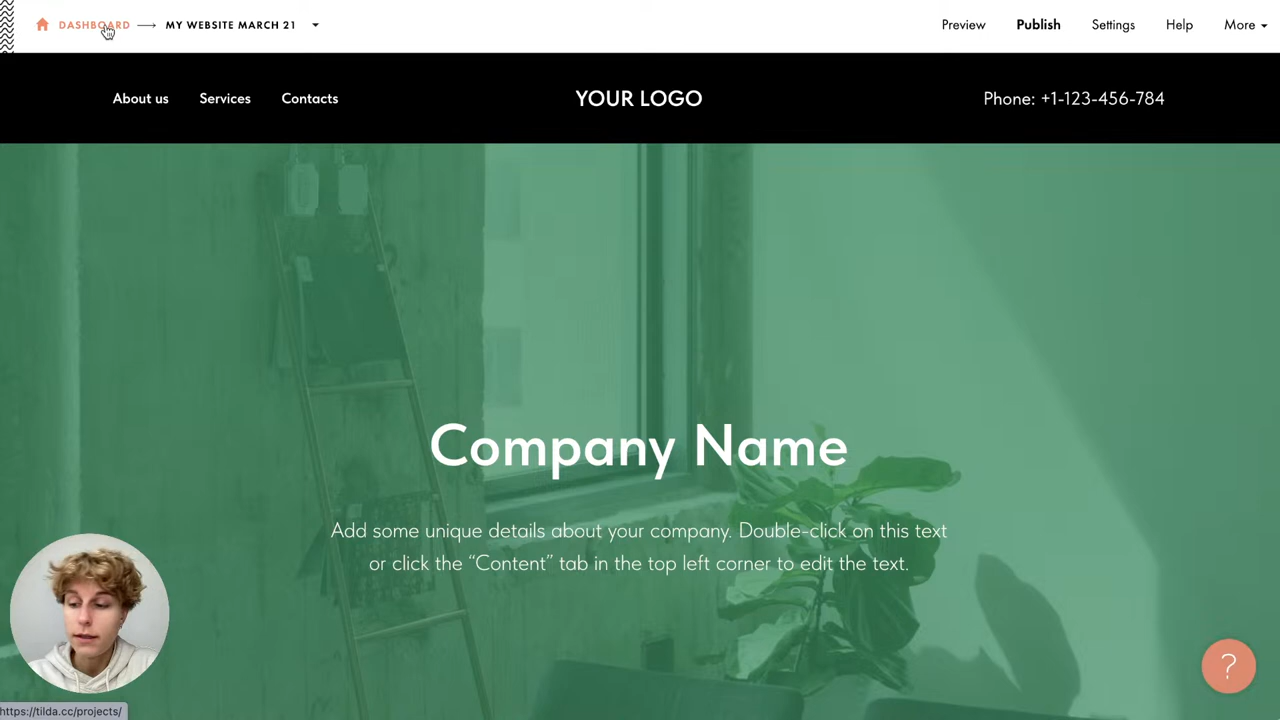 DASHBOARD → MY WEBSITE MARCH 21
Preview
Publish
Settings
Help
More
About us
Services
Contacts
YOUR LOGO
Phone: +1-123-456-784
Company Name
Add some unique details about your company. Double-click on this text
or click the “Content” tab in the top left corner to edit the text.
?
https://tilda.cc/projects/